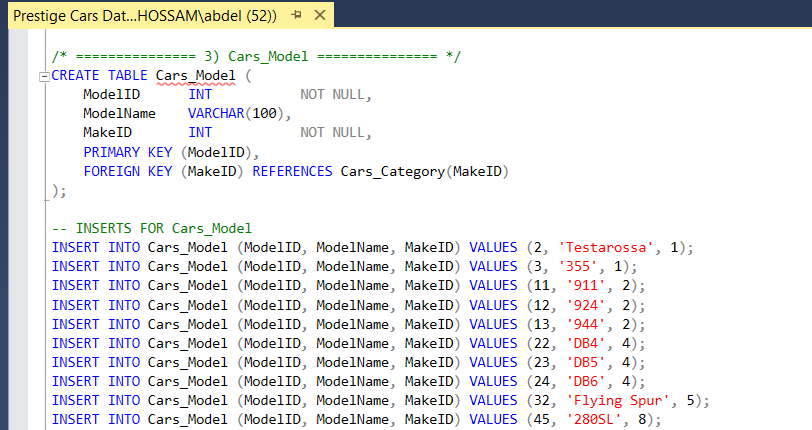 Prestige Cars Dat...HOSSAM\abdel (52))
/* =============== 3) Cars_Model =============== */
CREATE TABLE Cars_Model (
ModelID INT NOT NULL,
ModelName VARCHAR(100),
MakeID INT NOT NULL,
PRIMARY KEY (ModelID),
FOREIGN KEY (MakeID) REFERENCES Cars_Category(MakeID)
);
-- INSERTS FOR Cars_Model
INSERT INTO Cars_Model (ModelID, ModelName, MakeID) VALUES (2, 'Testarossa', 1);
INSERT INTO Cars_Model (ModelID, ModelName, MakeID) VALUES (3, '355', 1);
INSERT INTO Cars_Model (ModelID, ModelName, MakeID) VALUES (11, '911', 2);
INSERT INTO Cars_Model (ModelID, ModelName, MakeID) VALUES (12, '924', 2);
INSERT INTO Cars_Model (ModelID, ModelName, MakeID) VALUES (13, '944', 2);
INSERT INTO Cars_Model (ModelID, ModelName, MakeID) VALUES (22, 'DB4', 4);
INSERT INTO Cars_Model (ModelID, ModelName, MakeID) VALUES (23, 'DB5', 4);
INSERT INTO Cars_Model (ModelID, ModelName, MakeID) VALUES (24, 'DB6', 4);
INSERT INTO Cars_Model (ModelID, ModelName, MakeID) VALUES (32, 'Flying Spur', 5);
INSERT INTO Cars_Model (ModelID, ModelName, MakeID) VALUES (45, '280SL', 8);